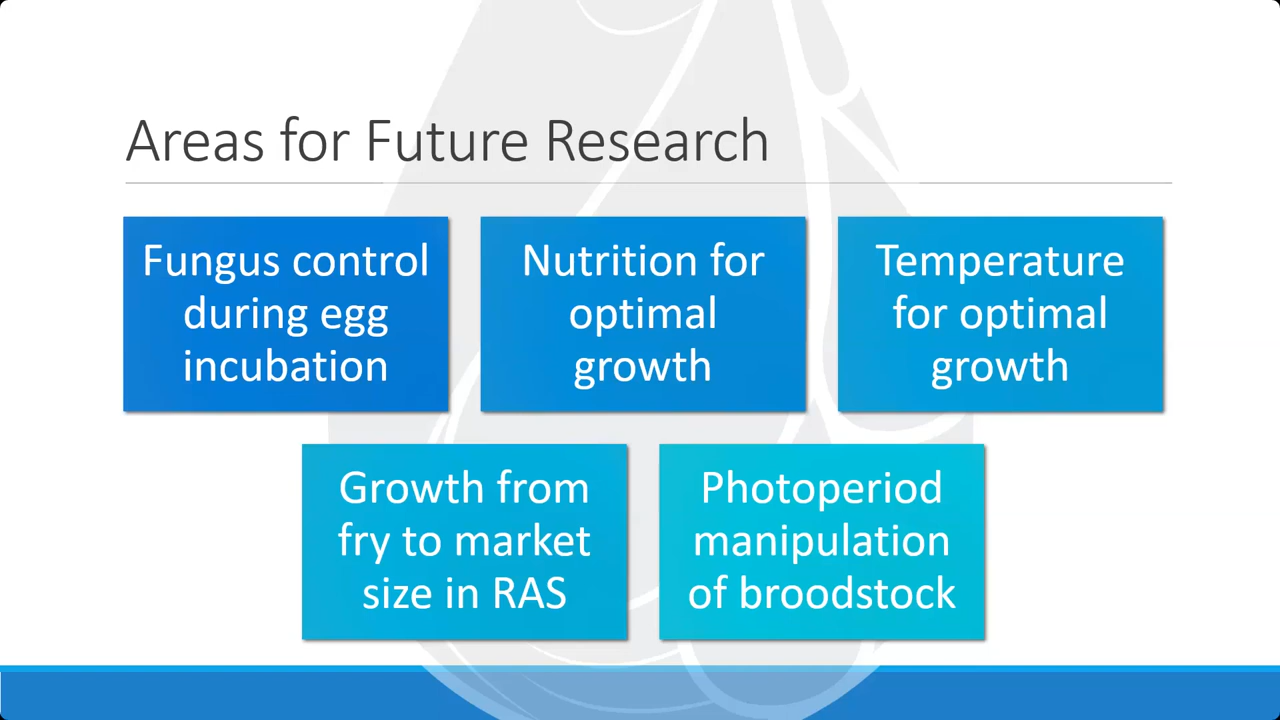 Areas for Future Research
Fungus control
during egg
incubation
Nutrition for
optimal
growth
Temperature
for optimal
growth
Growth from
fry to market
size in RAS
Photoperiod
manipulation
of broodstock